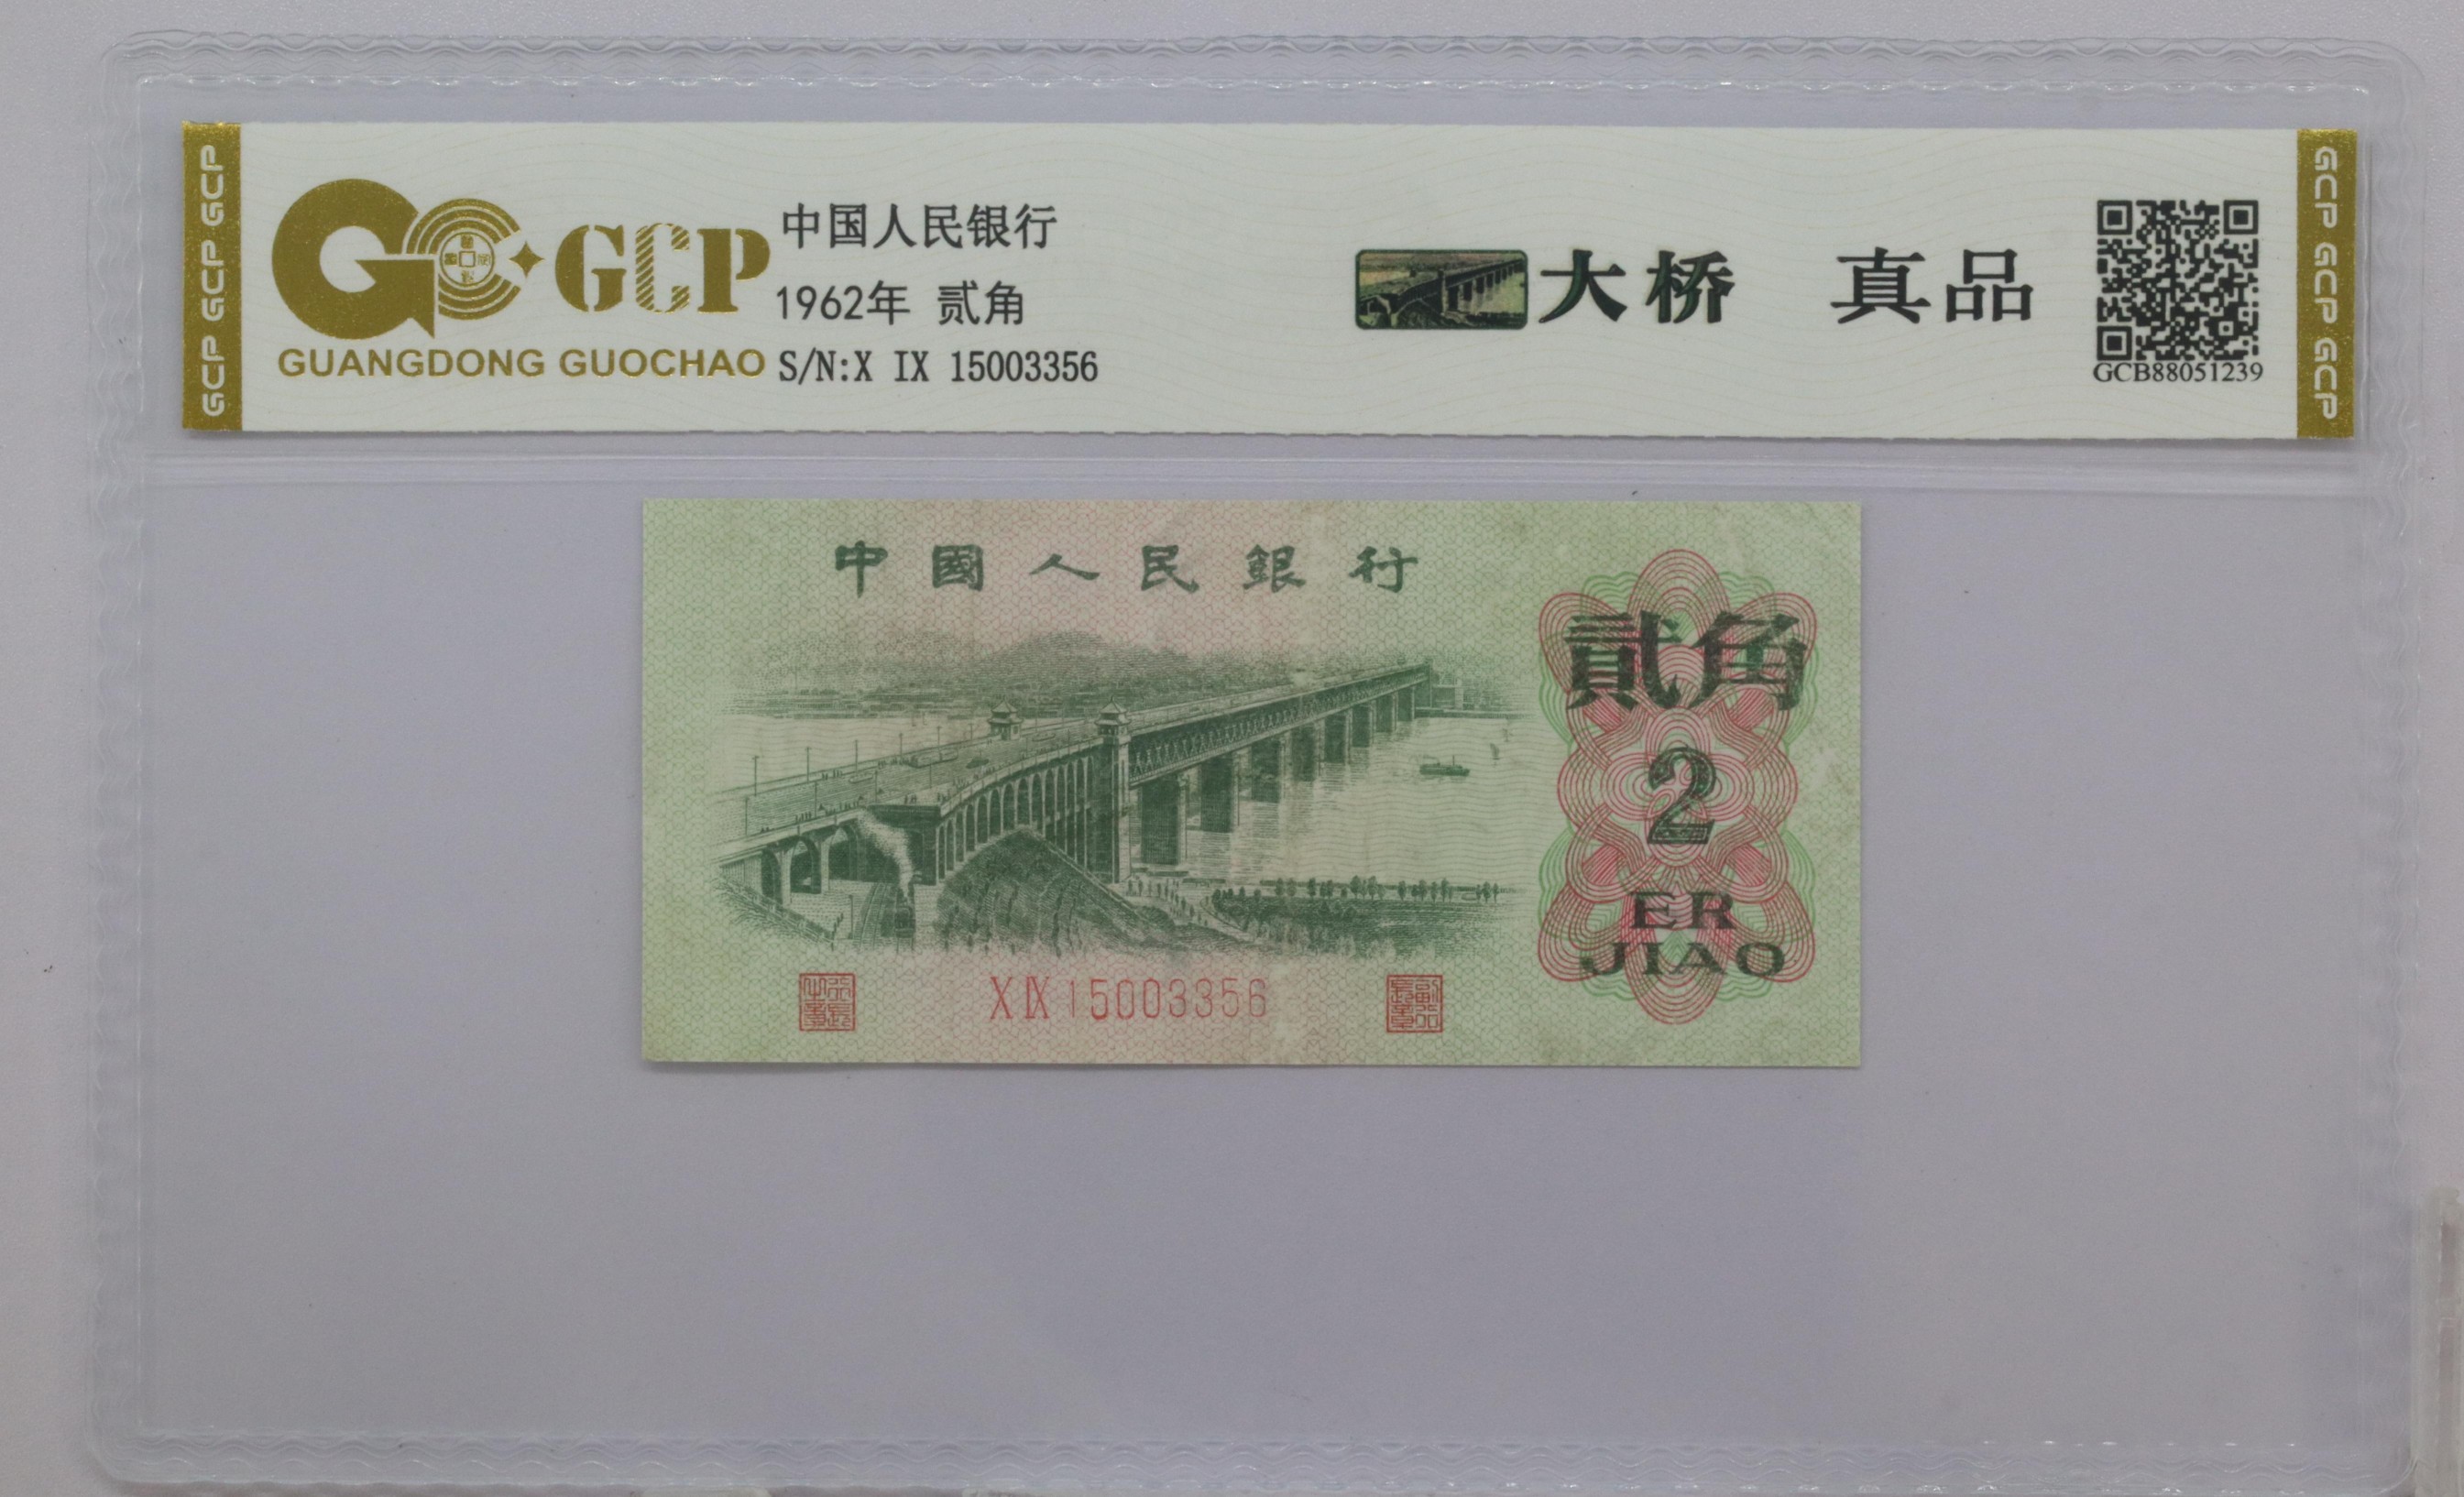 GCP GCP GCP
GCP
GUANGDONG GUOCHAO
中国人民银行
1962年 贰角
S/N:X IX 15003356
大桥 真品
GCB88051239
GCP GCP GCP
中國人民銀行
貳角
2
ER
JIAO
X IX 15003356